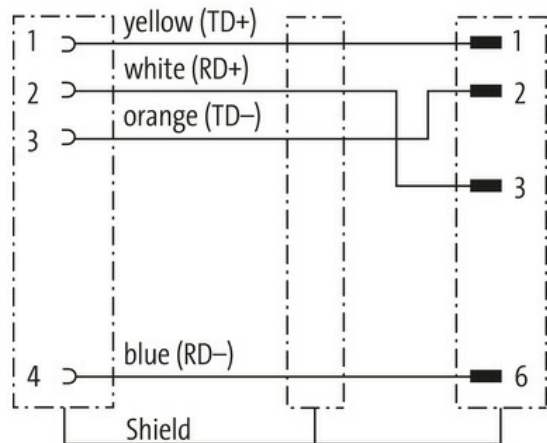 1 yellow (TD+) 1
2 white (RD+) 2
3 orange (TD–)
3
4 blue (RD–) 6
Shield